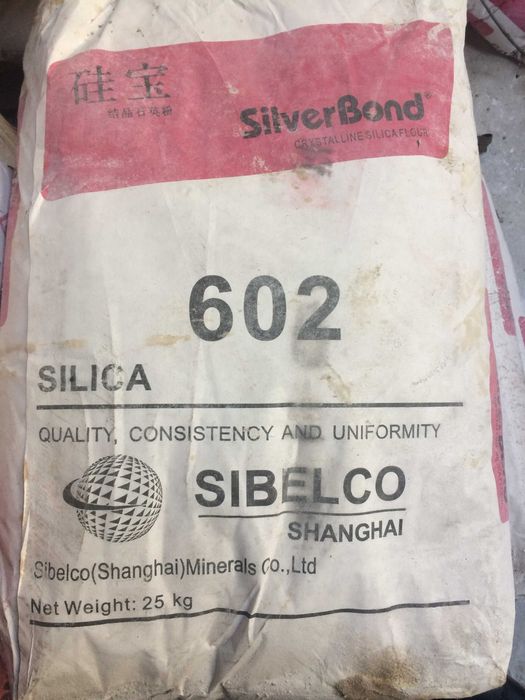 硅宝
结晶石英粉
SilverBond®
CRYSTALLINE SILICA FLOUR
602
SILICA
QUALITY, CONSISTENCY AND UNIFORMITY
SIBELCO
SHANGHAI
Sibelco(Shanghai)Minerals Co.,Ltd
Net Weight: 25 kg